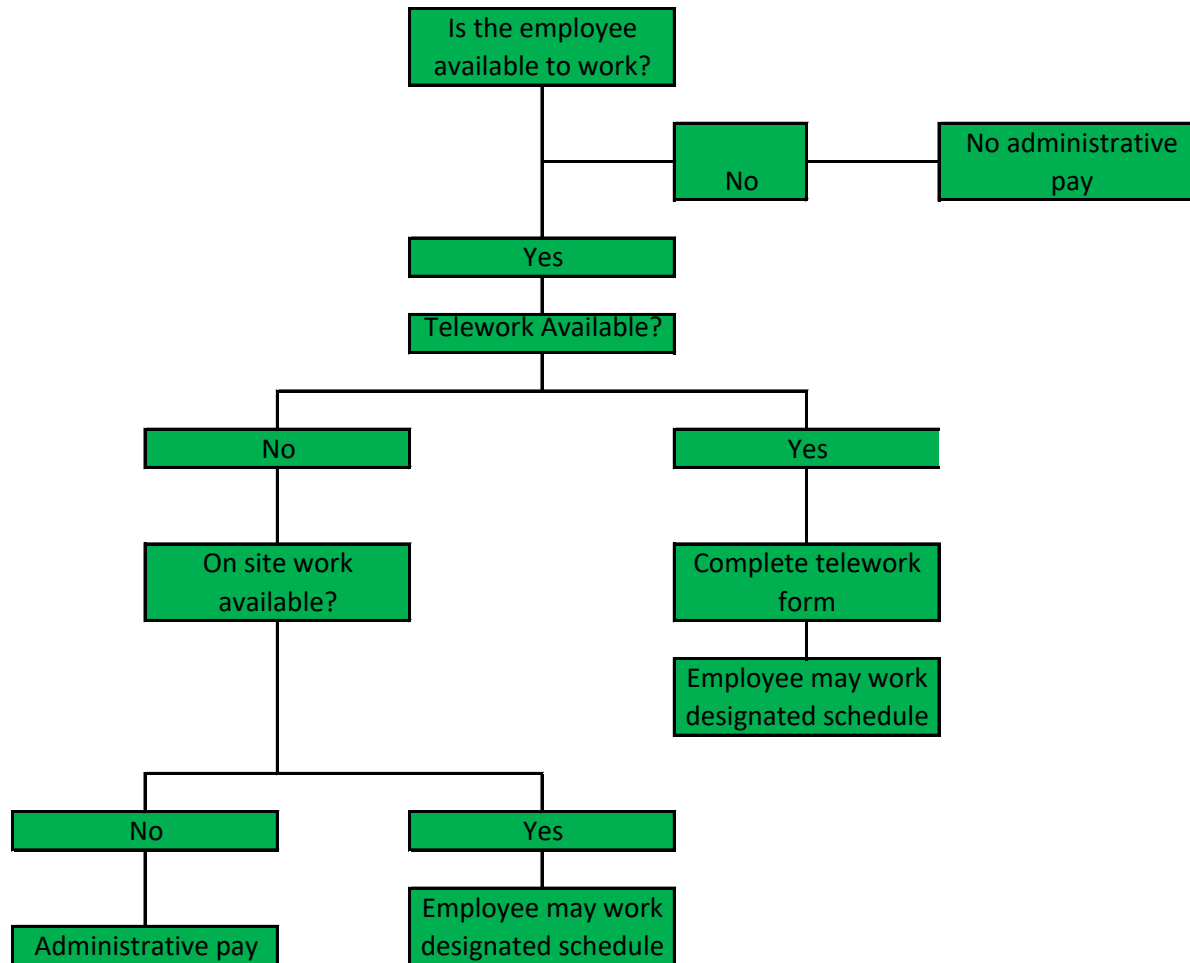 Is the employee
available to work?
No
No administrative
pay
Yes
Telework Available?
No
Yes
On site work
available?
Complete telework
form
Employee may work
designated schedule
No
Yes
Administrative pay
Employee may work
designated schedule